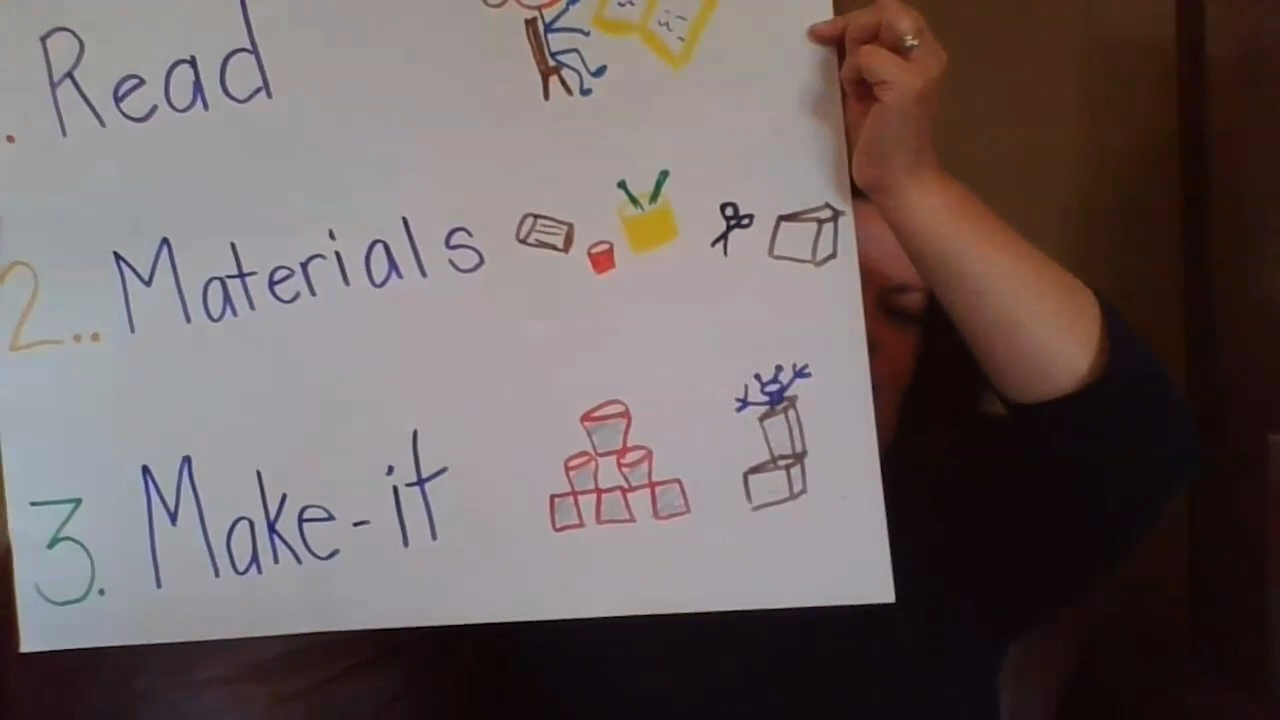 . Read
2.. Materials
3. Make-it